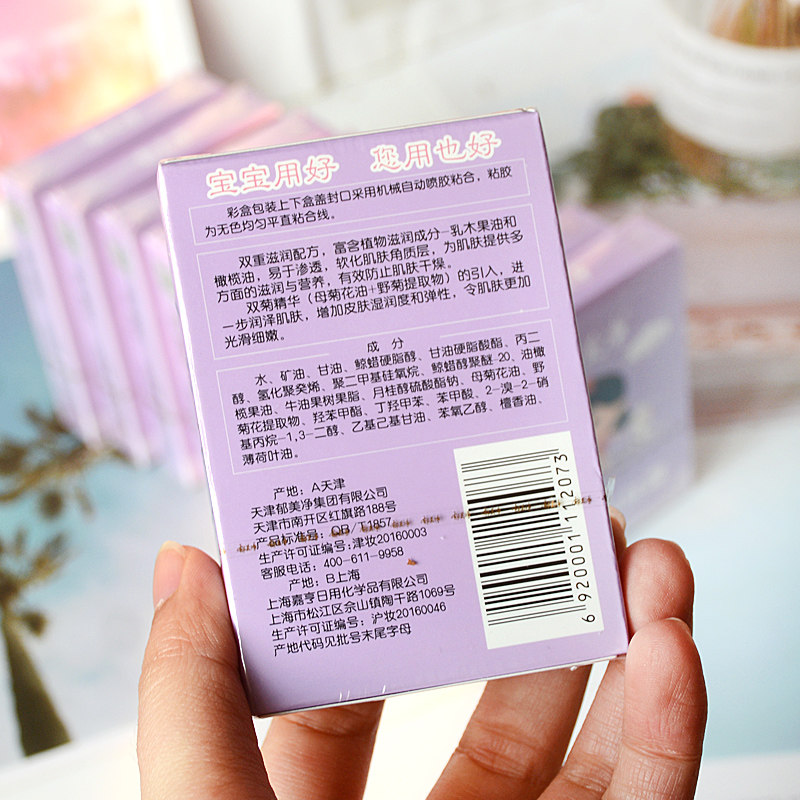 宝宝用好 您用也好
彩盒包装上下盒盖封口采用机械自动喷胶粘合，粘胶
为无色均匀平直粘合线。
双重滋润配方，富含植物滋润成分-乳木果油和
橄榄油，易于渗透，软化肌肤角质层，为肌肤提供多
方面的滋润与营养，有效防止肌肤干燥。
双菊精华（母菊花油+野菊提取物）的引入，进
一步润泽肌肤，增加皮肤湿润度和弹性，令肌肤更加
光滑细嫩。
成 分
水、矿油、甘油、鲸蜡硬脂醇、甘油硬脂酸酯、丙二
醇、氢化聚癸烯、聚二甲基硅氧烷、鲸蜡醇聚醚-20、油橄
榄果油、牛油果树果脂、月桂醇硫酸酯钠、母菊花油、野
菊花提取物、羟苯甲酯、丁羟甲苯、苯甲酸、2-溴-2-硝
基丙烷-1,3-二醇、乙基己基甘油、苯氧乙醇、檀香油、
薄荷叶油。
产地：A天津
天津郁美净集团有限公司
天津市南开区红旗路188号
产品标准号：QB/T1857
生产许可证编号：津妆20160003
客服电话：400-611-9958
产地：B上海
上海嘉亨日用化学品有限公司
上海市松江区佘山镇陶干路1069号
生产许可证编号：沪妆20160046
产地代码见批号末尾字母
6 920001 112073